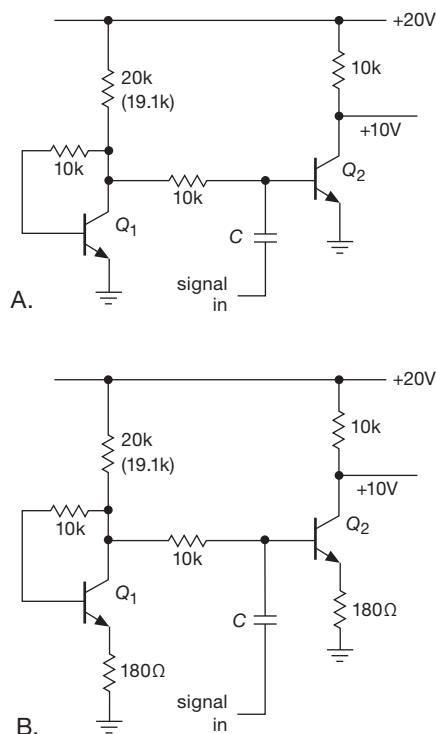 +20V
20k
(19.1k)
10k
10k
+10V
10k
Q2
Q1
C
signal
in
A.
+20V
20k
(19.1k)
10k
10k
+10V
10k
Q2
Q1
C
180Ω
180Ω
signal
in
B.